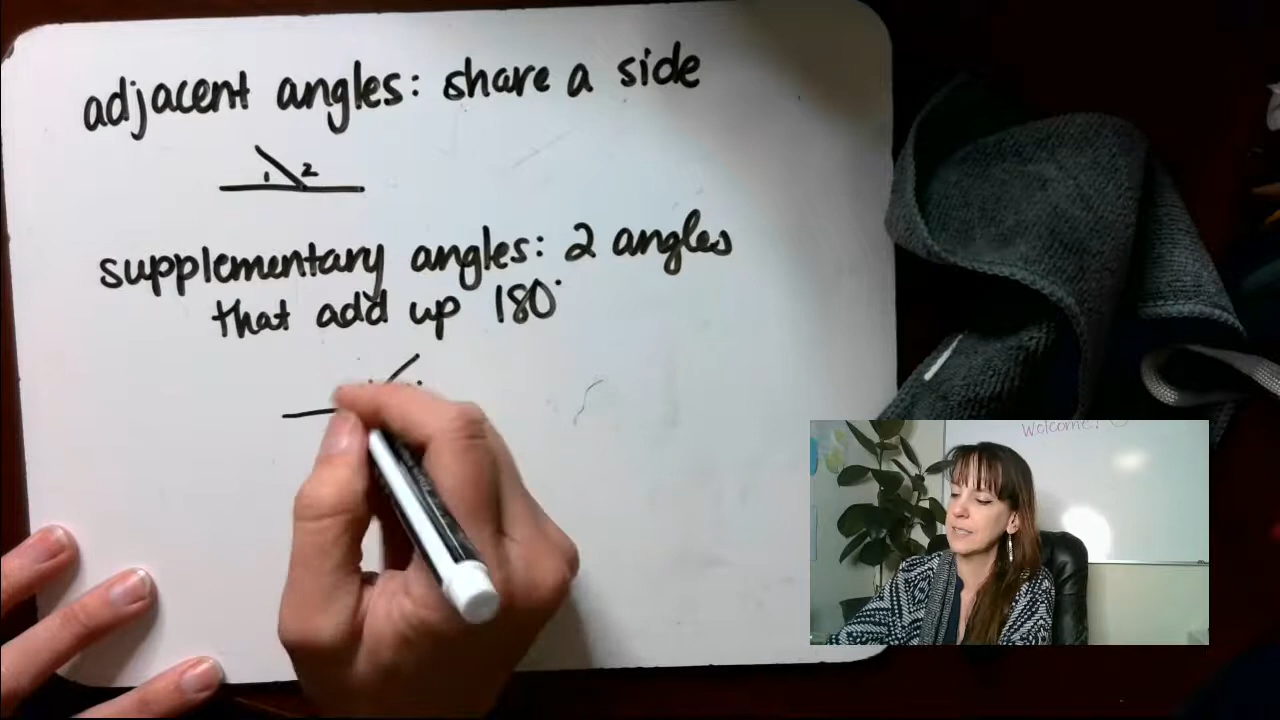 adjacent angles: share a side
1 2
supplementary angles: 2 angles
that add up 180°
Welcome!